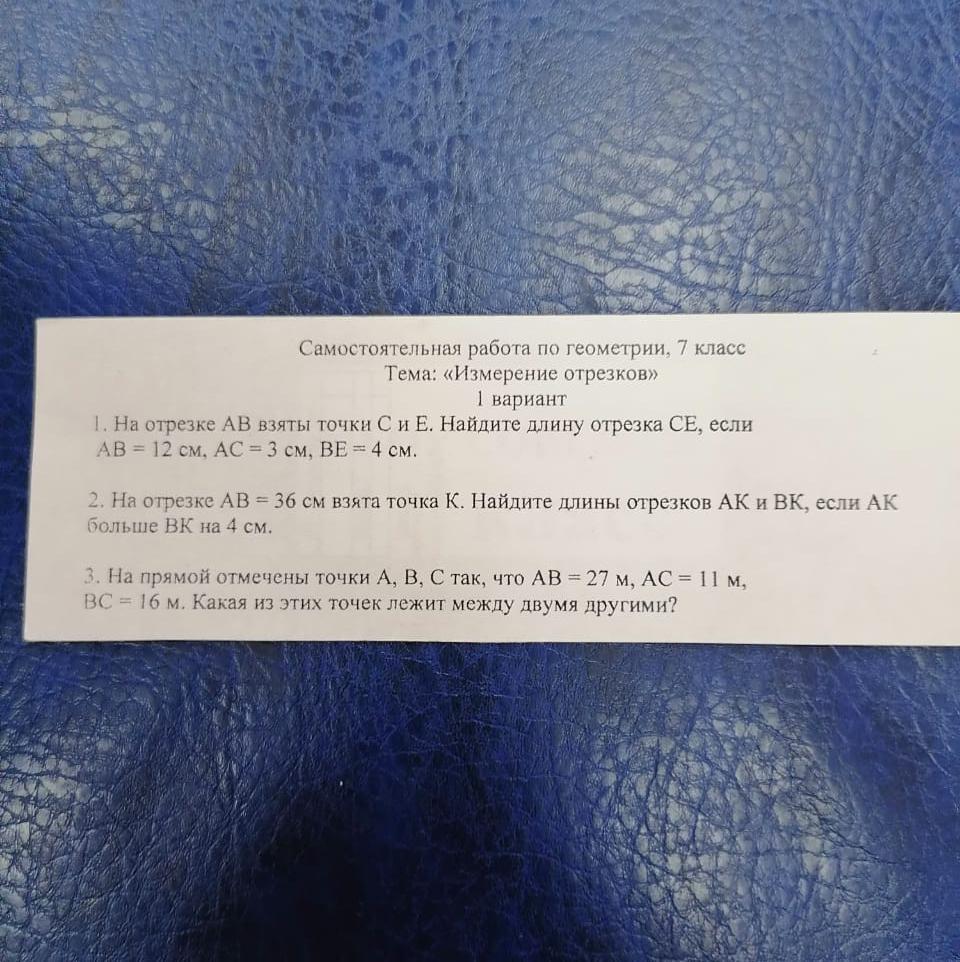 Самостоятельная работа по геометрии, 7 класс
Тема: «Измерение отрезков»
1 вариант
1. На отрезке АВ взяты точки С и Е. Найдите длину отрезка СЕ, если
АВ = 12 см, АС = 3 см, ВЕ = 4 см.
2. На отрезке АВ = 36 см взята точка К. Найдите длины отрезков АК и ВК, если АК
больше ВК на 4 см.
3. На прямой отмечены точки А, В, С так, что АВ = 27 м, АС = 11 м,
ВС = 16 м. Какая из этих точек лежит между двумя другими?